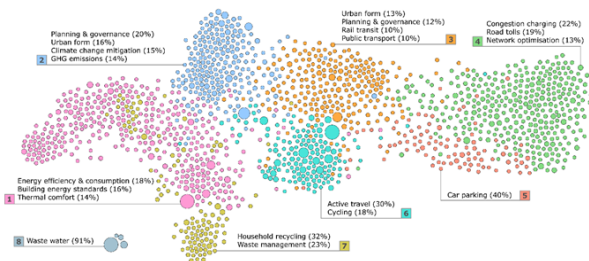 Planning & governance (20%)
Urban form (16%)
Climate change mitigation (15%)
GHG emissions (14%)
2
Urban form (13%)
Planning & governance (12%)
Rail transit (10%)
Public transport (10%)
3
Congestion charging (22%)
Road tolls (19%)
Network optimisation (13%)
4
Energy efficiency & consumption (18%)
Building energy standards (16%)
Thermal comfort (14%)
1
Active travel (30%)
Cycling (18%)
6
Car parking (40%)
5
8
Waste water (91%)
Household recycling (32%)
Waste management (23%)
7